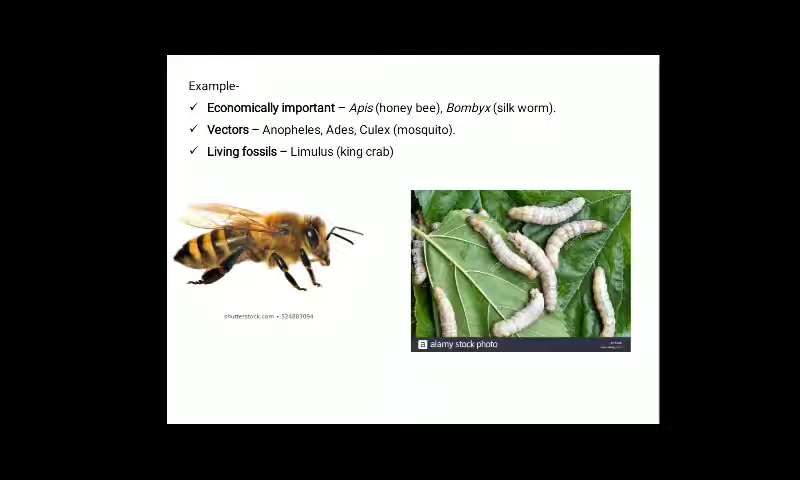 Example-
✓ Economically important – Apis (honey bee), Bombyx (silk worm).
✓ Vectors – Anopheles, Ades, Culex (mosquito).
✓ Living fossils – Limulus (king crab)
shutterstock.com • 524883094
a alamy stock photo